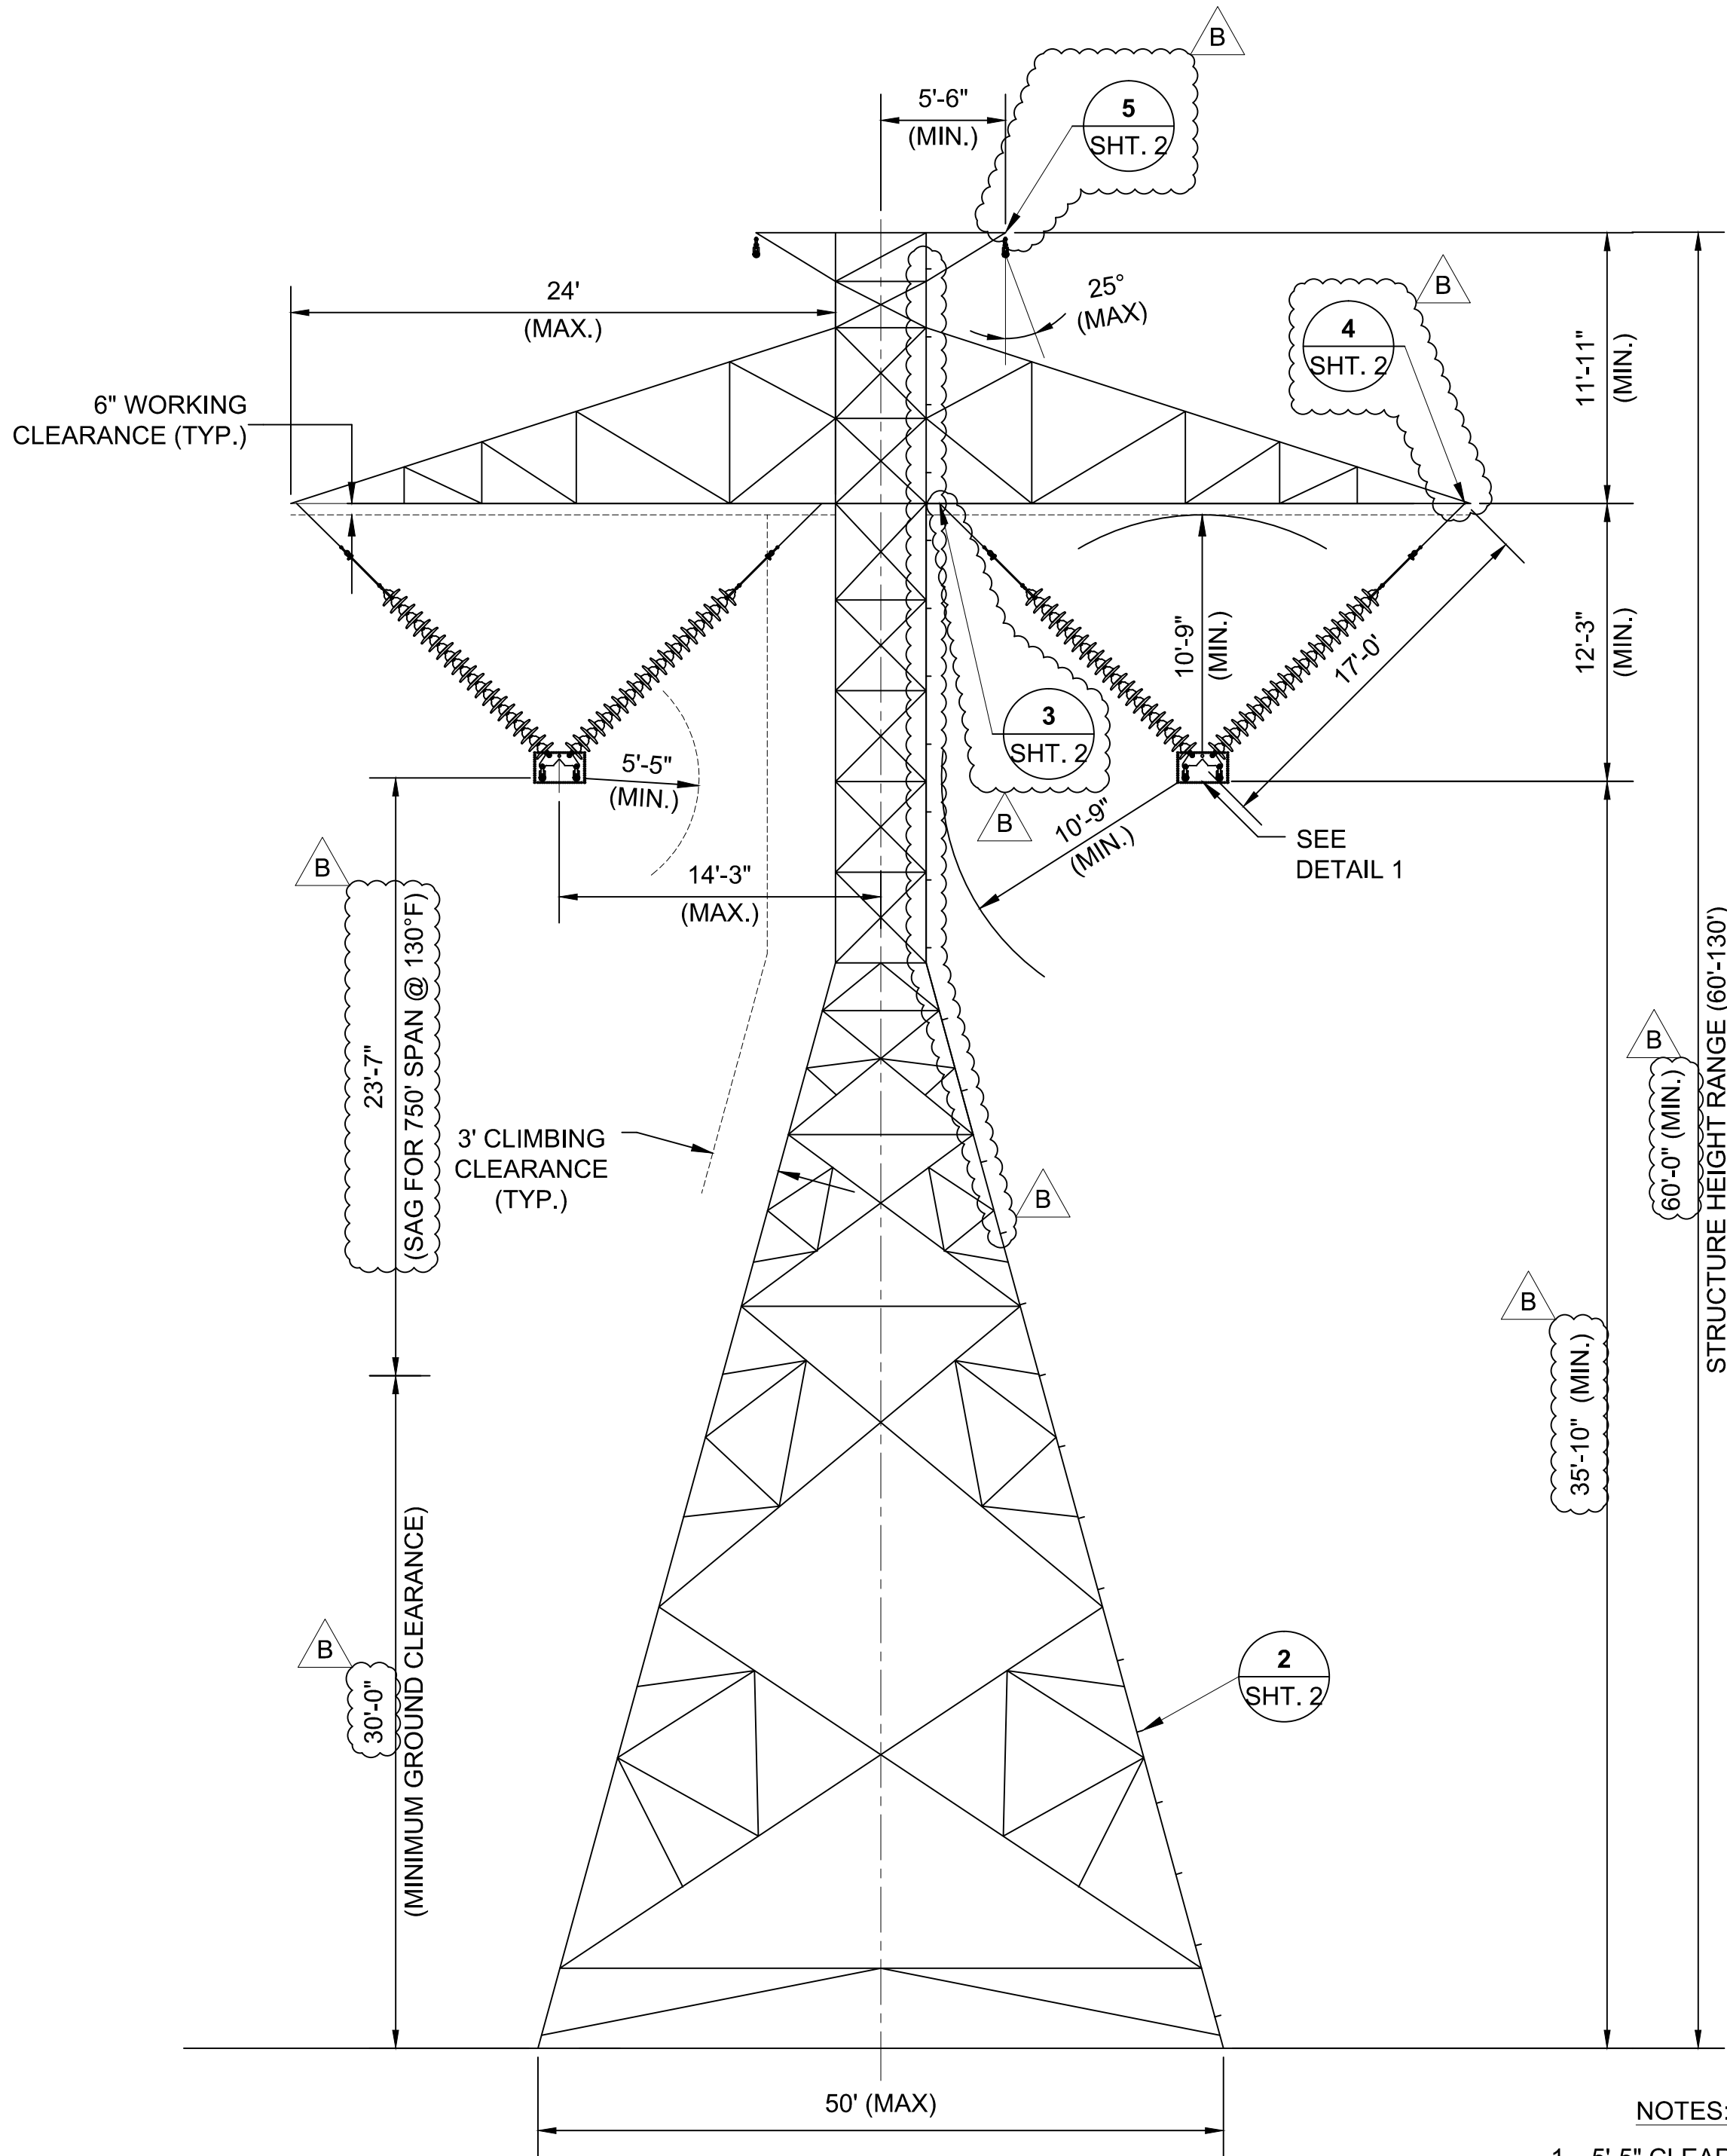 B
5'-6"
(MIN.)
5
SHT. 2
24'
(MAX.)
25°
(MAX)
B
4
SHT. 2
11'-11"
(MIN.)
6" WORKING
CLEARANCE (TYP.)
10'-9"
(MIN.)
17'-0'
12'-3"
(MIN.)
3
SHT. 2
B
5'-5"
(MIN.)
10'-9"
(MIN.)
SEE
DETAIL 1
14'-3"
(MAX.)
B
23'-7"
(SAG FOR 750' SPAN @ 130°F)
3' CLIMBING
CLEARANCE
(TYP.)
B
B
60'-0" (MIN.)
STRUCTURE HEIGHT RANGE (60'-130')
B
35'-10" (MIN.)
B
30'-0"
(MINIMUM GROUND CLEARANCE)
2
SHT. 2
50' (MAX)
NOTES:
1. 5'-5" CLEAR